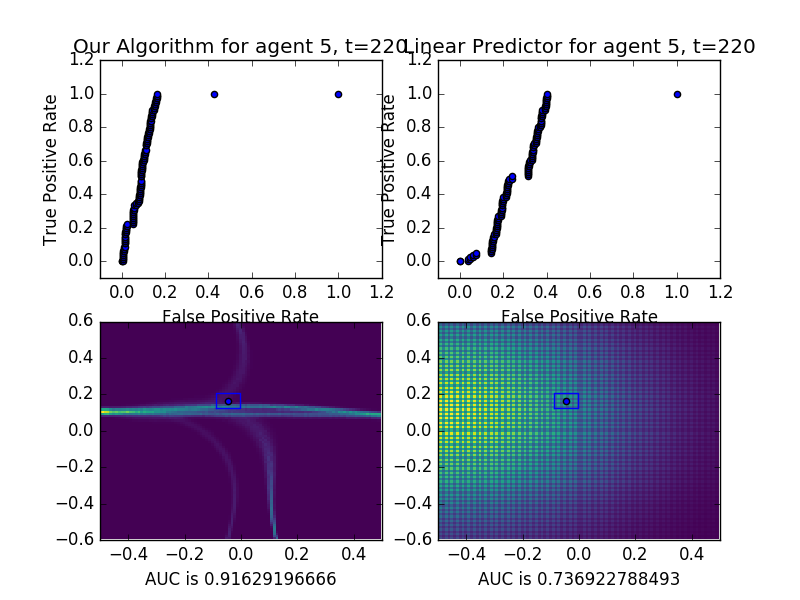 Our Algorithm for agent 5, t=220
Linear Predictor for agent 5, t=220
1.2
1.0
0.8
0.6
0.4
0.2
0.0
True Positive Rate
0.0 0.2 0.4 0.6 0.8 1.0 1.2
False Positive Rate
1.2
1.0
0.8
0.6
0.4
0.2
0.0
True Positive Rate
0.0 0.2 0.4 0.6 0.8 1.0 1.2
False Positive Rate
0.6
0.4
0.2
0.0
−0.2
−0.4
−0.6
−0.4 −0.2 0.0 0.2 0.4
AUC is 0.91629196666
0.6
0.4
0.2
0.0
−0.2
−0.4
−0.6
−0.4 −0.2 0.0 0.2 0.4
AUC is 0.736922788493